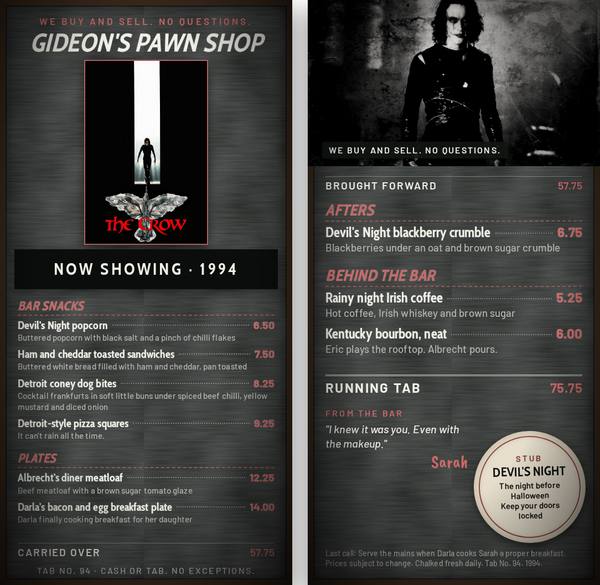 WE BUY AND SELL. NO QUESTIONS.
GIDEON'S PAWN SHOP
THE CROW
NOW SHOWING · 1994
BAR SNACKS
Devil's Night popcorn 6.50
Buttered popcorn with black salt and a pinch of chilli flakes
Ham and cheddar toasted sandwiches 7.50
Buttered white bread filled with ham and cheddar, pan toasted
Detroit coney dog bites 8.25
Cocktail frankfurts in soft little buns under spiced beef chilli, yellow
mustard and diced onion
Detroit-style pizza squares 9.25
It can't rain all the time.
PLATES
Albrecht's diner meatloaf 12.25
Beef meatloaf with a brown sugar tomato glaze
Darla's bacon and egg breakfast plate 14.00
Darla finally cooking breakfast for her daughter
CARRIED OVER 57.75
TAB NO. 94 · CASH OR TAB. NO EXCEPTIONS.
WE BUY AND SELL. NO QUESTIONS.
BROUGHT FORWARD 57.75
AFTERS
Devil's Night blackberry crumble 6.75
Blackberries under an oat and brown sugar crumble
BEHIND THE BAR
Rainy night Irish coffee 5.25
Hot coffee, Irish whiskey and brown sugar
Kentucky bourbon, neat 6.00
Eric plays the rooftop. Albrecht pours.
RUNNING TAB 75.75
FROM THE BAR
"I knew it was you. Even with
the makeup."
Sarah
STUB
DEVIL'S NIGHT
The night before
Halloween
Keep your doors
locked
Last call: Serve the mains when Darla cooks Sarah a proper breakfast.
Prices subject to change. Chalked fresh daily. Tab No. 94. 1994.